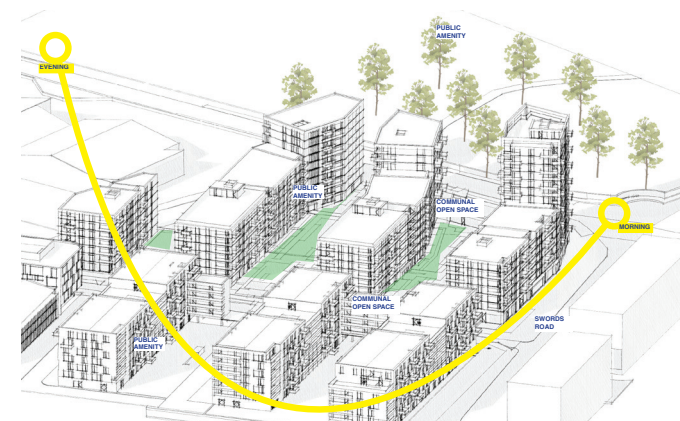 PUBLIC
AMENITY
EVENING
PUBLIC
AMENITY
COMMUNAL
OPEN SPACE
MORNING
COMMUNAL
OPEN SPACE
SWORDS
ROAD
PUBLIC
AMENITY